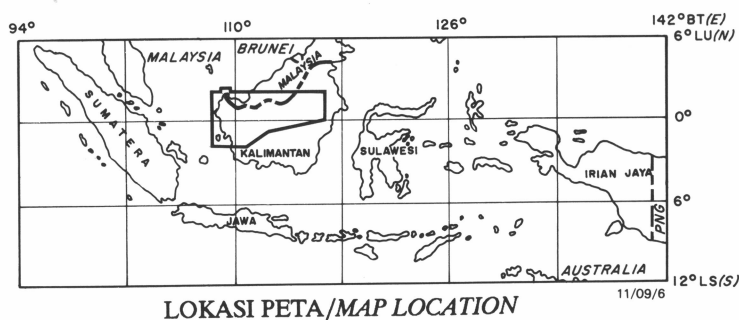 94° 110° 126° 142° BT(E)
6° LU(N)
MALAYSIA BRUNEI
MALAYSIA
SUMATERA
0°
KALIMANTAN
SULAWESI
IRIAN JAYA
JAWA
6°
PNG
AUSTRALIA
12° LS(S)
11/09/6
LOKASI PETA/MAP LOCATION